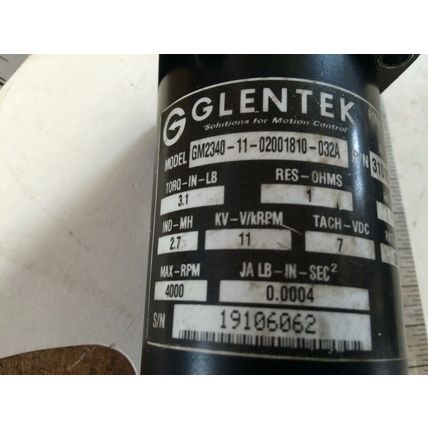 GLENTEK
"Solutions for Motion Control"
MODEL GM2340-11-02001810-032A
TORQ-IN-LB RES-OHMS
3.1 1
IND-MH KV-V/kRPM TACH-VDC
2.7 11 7
MAX-RPM JA LB-IN-SEC²
4000 0.0004
S/N 19106062